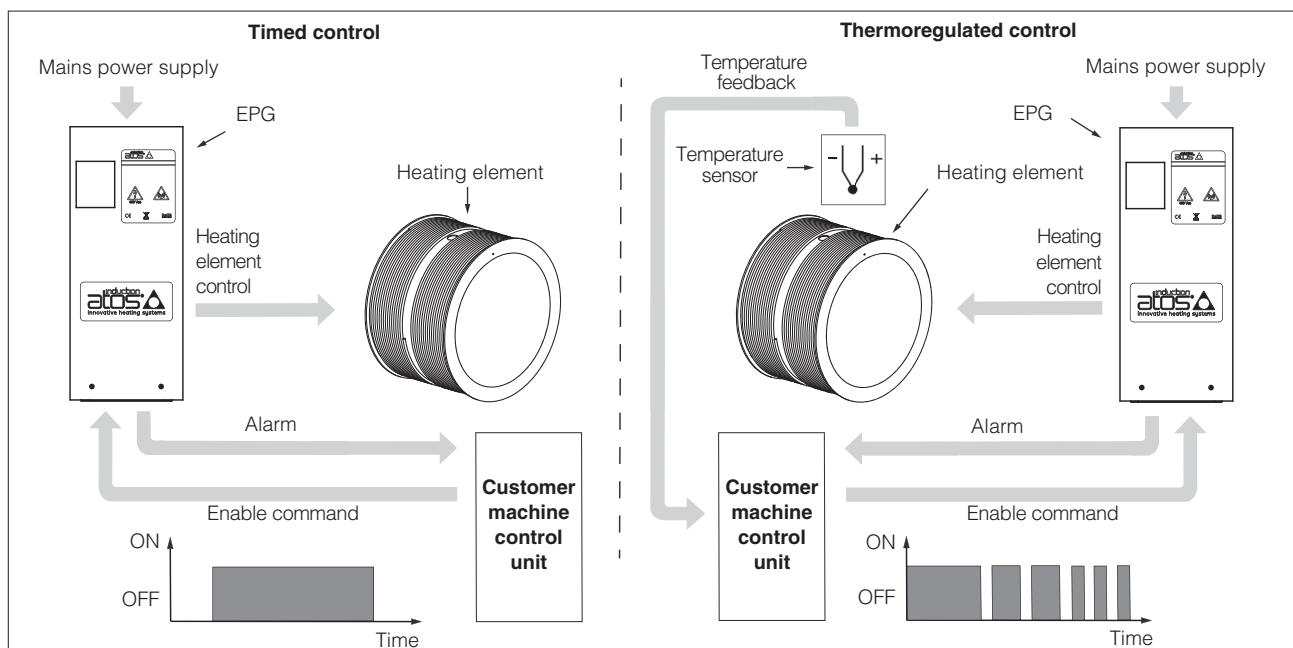 Timed control
Mains power supply
EPG
induction
atos
Heating element
Heating
element
control
induction
atos
innovative heating systems
Alarm
Enable command
Customer
machine
control
unit
ON
OFF
Time
Thermoregulated control
Temperature
feedback
Mains power supply
EPG
Temperature
sensor
- +
Heating element
Heating
element
control
induction
atos
innovative heating systems
Alarm
Enable command
Customer
machine
control
unit
ON
OFF
Time